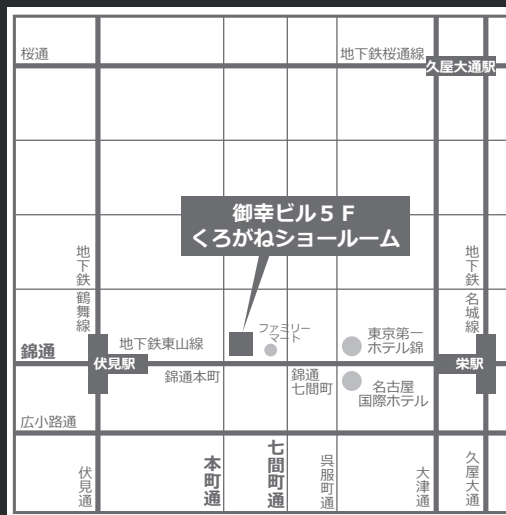 桜通
地下鉄桜通線
久屋大通駅
御幸ビル５Ｆ
くろがねショールーム
地下鉄
鶴舞線
地下鉄
名城線
ファミリー
マート
東京第一
ホテル錦
地下鉄東山線
錦通
伏見駅
栄駅
錦通本町
錦通
七間町
名古屋
国際ホテル
広小路通
伏見通
本町通
七間町通
呉服町通
大津通
久屋大通